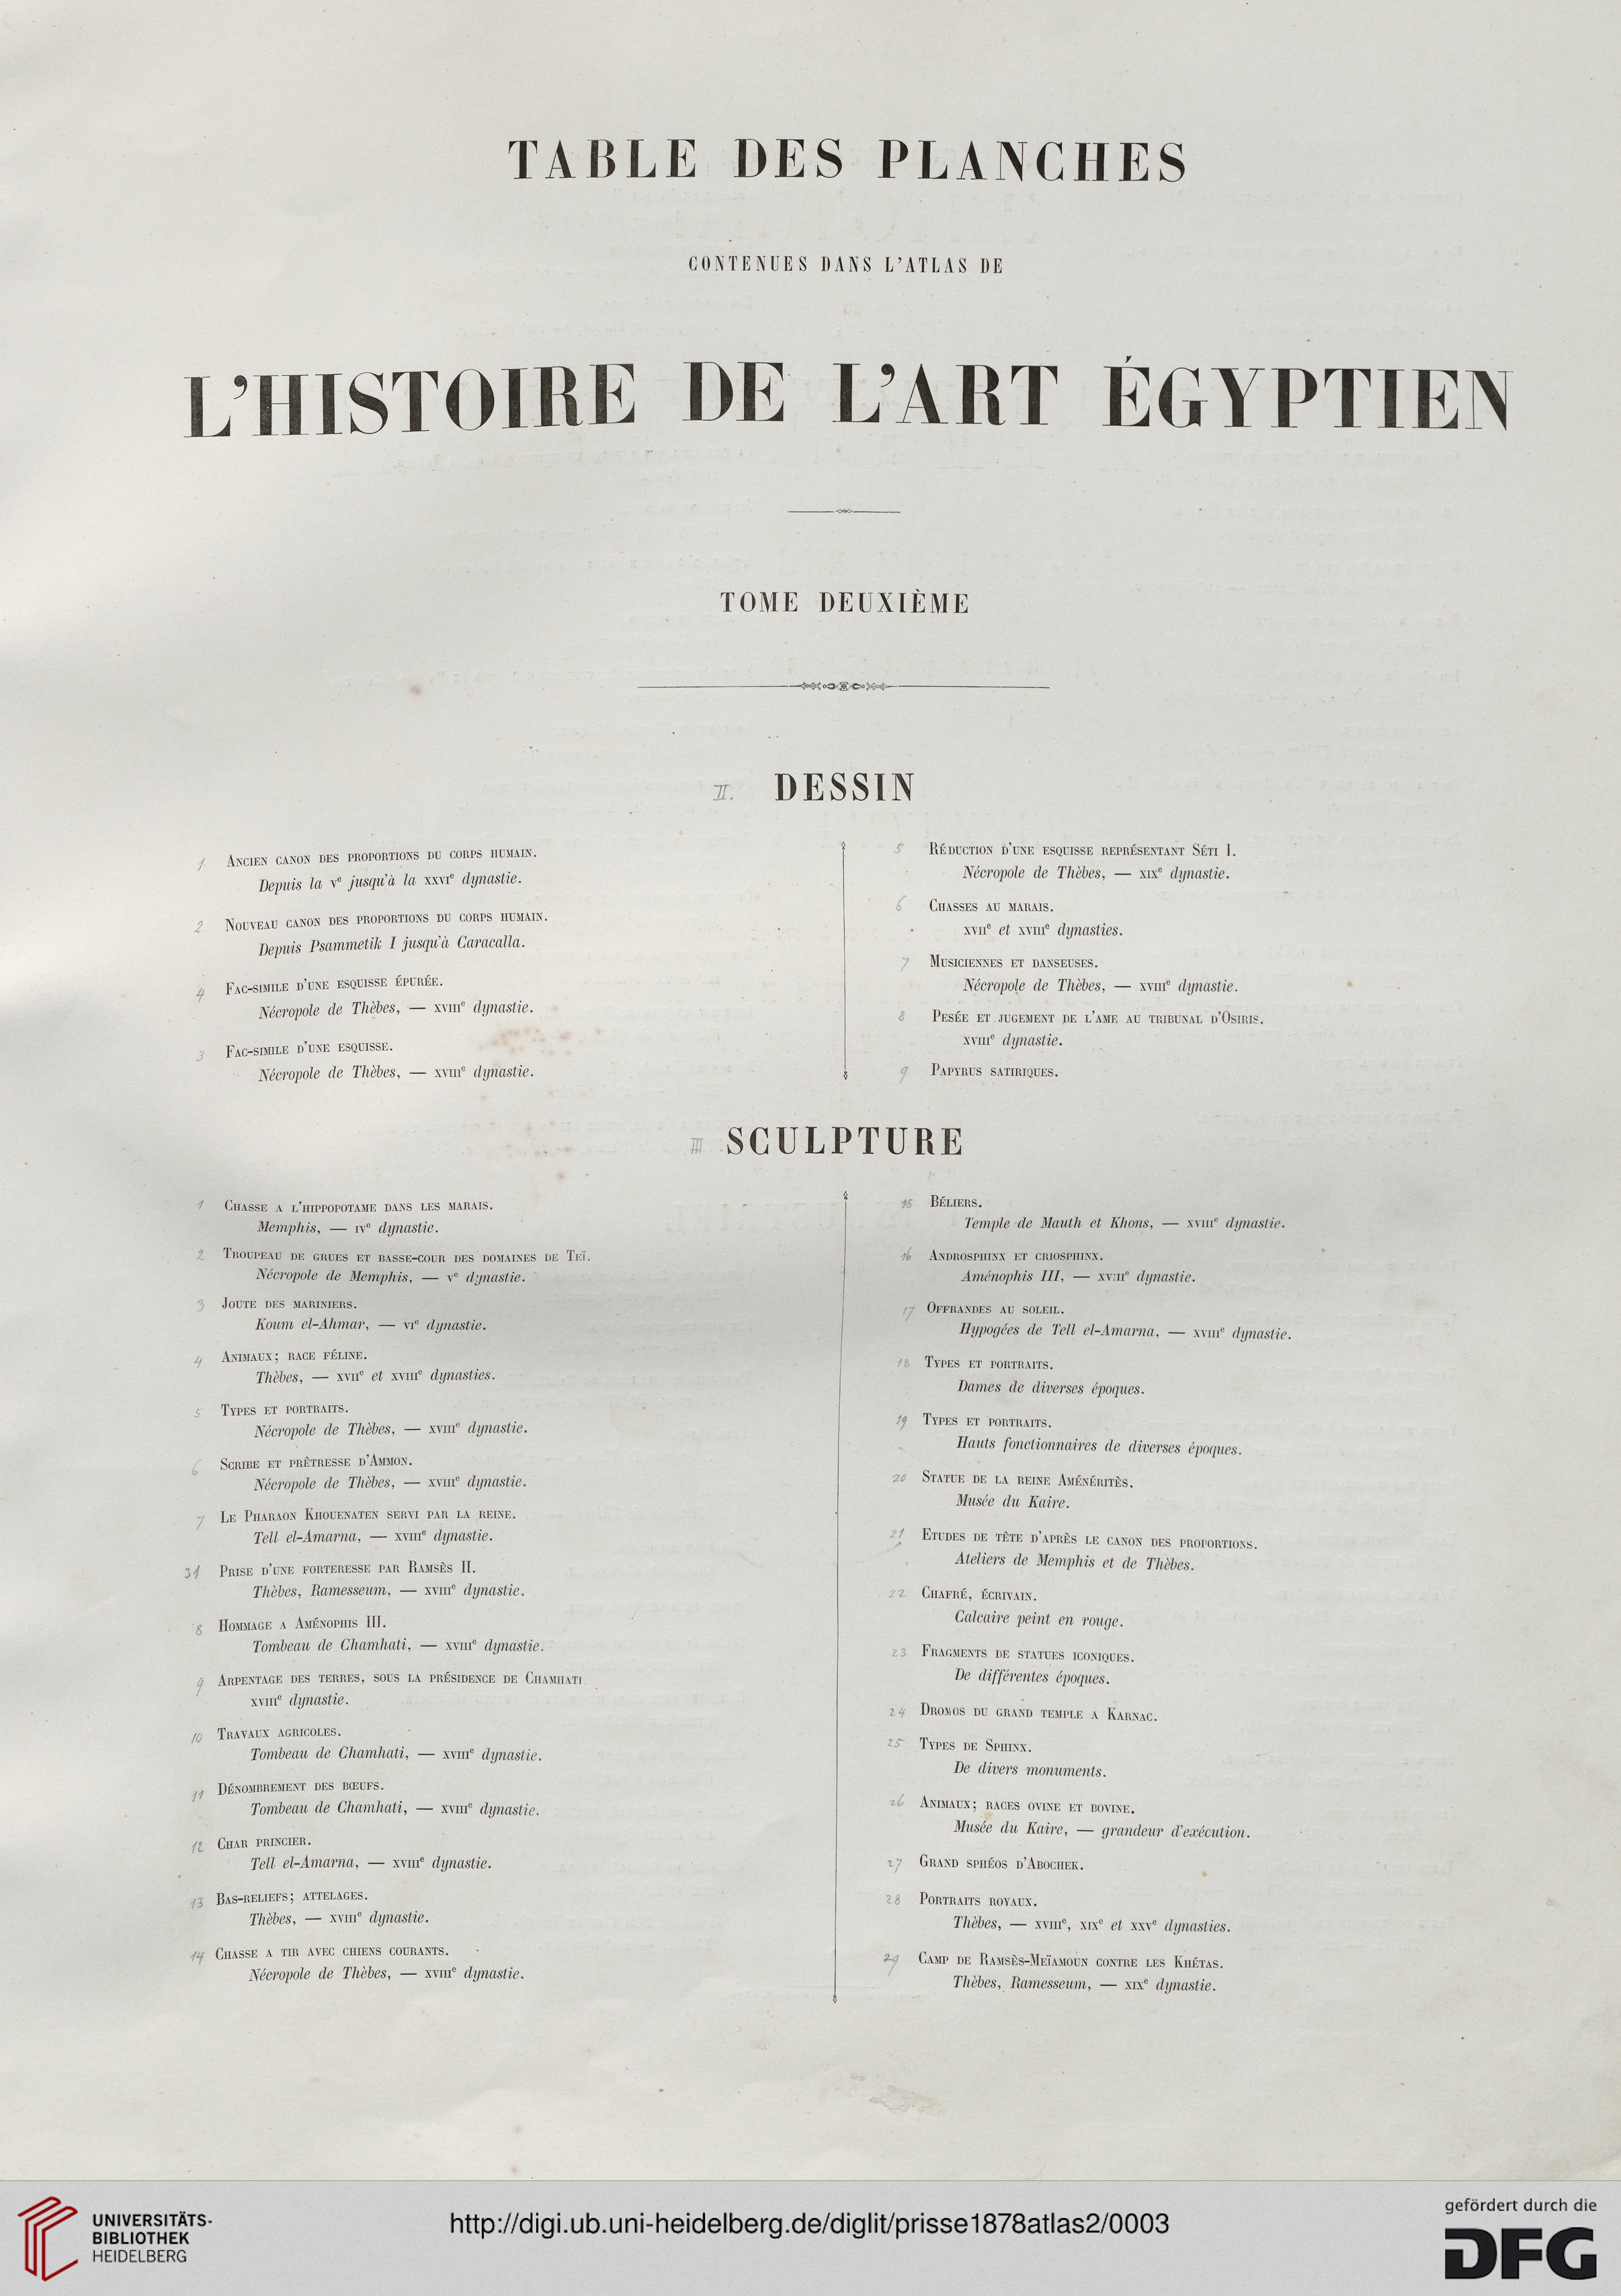 TABLE DES PLANCHES
CONTENUES DANS L'ATLAS DE
L'HISTOIRE DE L'ART ÉGYPTIEN
TOME DEUXIÈME
II. DESSIN
1. ANCIEN CANON DES PROPORTIONS DU CORPS HUMAIN.
Depuis la Ve jusqu'à la XXVIe dynastie.
2 NOUVEAU CANON DES PROPORTIONS DU CORPS HUMAIN.
Depuis Psammetik I jusqu'à Caracalla.
4 FAC-SIMILE D'UNE ESQUISSE ÉPURÉE.
Nécropole de Thèbes, — XVIIIe dynastie.
3 FAC-SIMILE D'UNE ESQUISSE.
Nécropole de Thèbes, — XVIIIe dynastie.
5 RÉDUCTION D'UNE ESQUISSE REPRÉSENTANT SÉTI I.
Nécropole de Thèbes, — XIXe dynastie.
6 CHASSES AU MARAIS.
XVIIe et XVIIIe dynasties.
7 MUSICIENNES ET DANSEUSES.
Nécropole de Thèbes, — XVIIIe dynastie.
8 PESÉE ET JUGEMENT DE L'AME AU TRIBUNAL D'OSIRIS.
XVIIIe dynastie.
9 PAPYRUS SATIRIQUES.
III SCULPTURE
1 CHASSE A L'HIPPOPOTAME DANS LES MARAIS.
Memphis, — IVe dynastie.
2 TROUPEAU DE GRUES ET BASSE-COUR DES DOMAINES DE TEÏ.
Nécropole de Memphis, — Ve dynastie.
3 JOUTE DES MARINIERS.
Koum el-Ahmar, — VIe dynastie.
4 ANIMAUX; RACE FÉLINE.
Thèbes, — XVIIe et XVIIIe dynasties.
5 TYPES ET PORTRAITS.
Nécropole de Thèbes, — XVIIIe dynastie.
6 SCRIBE ET PRÊTRESSE D'AMMON.
Nécropole de Thèbes, — XVIIIe dynastie.
7 LE PHARAON KHOUENATEN SERVI PAR LA REINE.
Tell el-Amarna, — XVIIIe dynastie.
31 PRISE D'UNE FORTERESSE PAR RAMSÈS II.
Thèbes, Ramesseum, — XVIIIe dynastie.
8 HOMMAGE A AMÉNOPHIS III.
Tombeau de Chamhati, — XVIIIe dynastie.
9 ARPENTAGE DES TERRES, SOUS LA PRÉSIDENCE DE CHAMHATI.
XVIIIe dynastie.
10 TRAVAUX AGRICOLES.
Tombeau de Chamhati, — XVIIIe dynastie.
11 DÉNOMBREMENT DES BŒUFS.
Tombeau de Chamhati, — XVIIIe dynastie.
12 CHAR PRINCIER.
Tell el-Amarna, — XVIIIe dynastie.
13 BAS-RELIEFS; ATTELAGES.
Thèbes, — XVIIIe dynastie.
14 CHASSE A TIR AVEC CHIENS COURANTS.
Nécropole de Thèbes, — XVIIIe dynastie.
15 BÉLIERS.
Temple de Mauth et Khons, — XVIIIe dynastie.
16 ANDROSPHINX ET CRIOSPHINX.
Aménophis III, — XVIIIe dynastie.
17 OFFRANDES AU SOLEIL.
Hypogées de Tell el-Amarna, — XVIIIe dynastie.
18 TYPES ET PORTRAITS.
Dames de diverses époques.
19 TYPES ET PORTRAITS.
Hauts fonctionnaires de diverses époques.
20 STATUE DE LA REINE AMÉNÉRITÈS.
Musée du Kaire.
21 ETUDES DE TÊTE D'APRÈS LE CANON DES PROPORTIONS.
Ateliers de Memphis et de Thèbes.
22 CHAFRÉ, ÉCRIVAIN.
Calcaire peint en rouge.
23 FRAGMENTS DE STATUES ICONIQUES.
De différentes époques.
24 DROMOS DU GRAND TEMPLE A KARNAC.
25 TYPES DE SPHINX.
De divers monuments.
26 ANIMAUX; RACES OVINE ET BOVINE.
Musée du Kaire, — grandeur d'exécution.
27 GRAND SPHÉOS D'ABOCHEK.
28 PORTRAITS ROYAUX.
Thèbes, — XVIIIe, XIXe et XXVe dynasties.
29 CAMP DE RAMSÈS-MEÏAMOUN CONTRE LES KHÉTAS.
Thèbes, Ramesseum, — XIXe dynastie.
UNIVERSITÄTS-
BIBLIOTHEK
HEIDELBERG
http://digi.ub.uni-heidelberg.de/diglit/prisse1878atlas2/0003
gefördert durch die
DFG